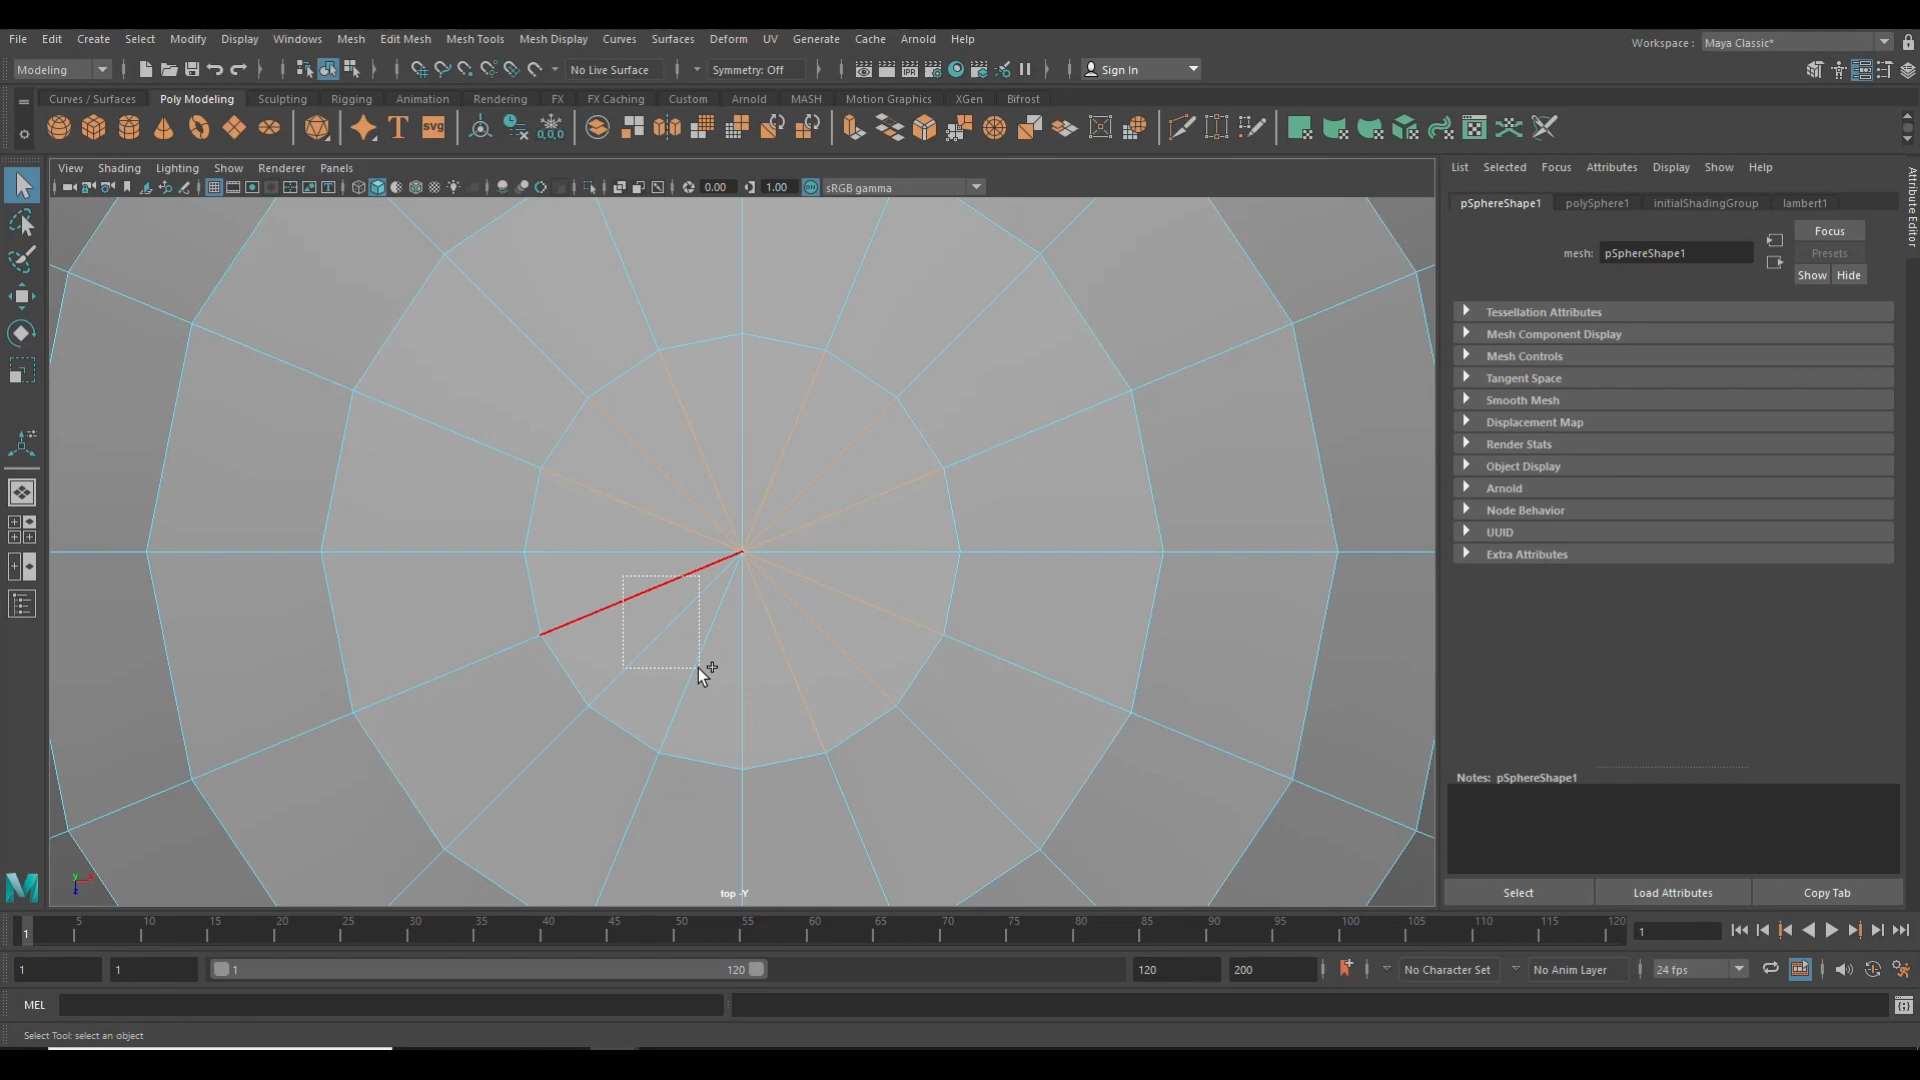 File Edit Create Select Modify Display Windows Mesh Edit Mesh Mesh Tools Mesh Display Curves Surfaces Deform UV Generate Cache Arnold Help
Workspace : Maya Classic*
Modeling No Live Surface Symmetry: Off IPR Sign In
Curves / Surfaces Poly Modeling Sculpting Rigging Animation Rendering FX FX Caching Custom Arnold MASH Motion Graphics XGen Bifrost
T svg 0,0,0
View Shading Lighting Show Renderer Panels
0.00 1.00 sRGB gamma
top -Y
List Selected Focus Attributes Display Show Help
Attribute Editor
pSphereShape1 polySphere1 initialShadingGroup lambert1
Focus
mesh: pSphereShape1
Presets
Show Hide
Tessellation Attributes
Mesh Component Display
Mesh Controls
Tangent Space
Smooth Mesh
Displacement Map
Render Stats
Object Display
Arnold
Node Behavior
UUID
Extra Attributes
Notes: pSphereShape1
Select Load Attributes Copy Tab
1 5 10 15 20 25 30 35 40 45 50 55 60 65 70 75 80 85 90 95 100 105 110 115 120 1
1 1 1 120 120 200 No Character Set No Anim Layer 24 fps
MEL
Select Tool: select an object